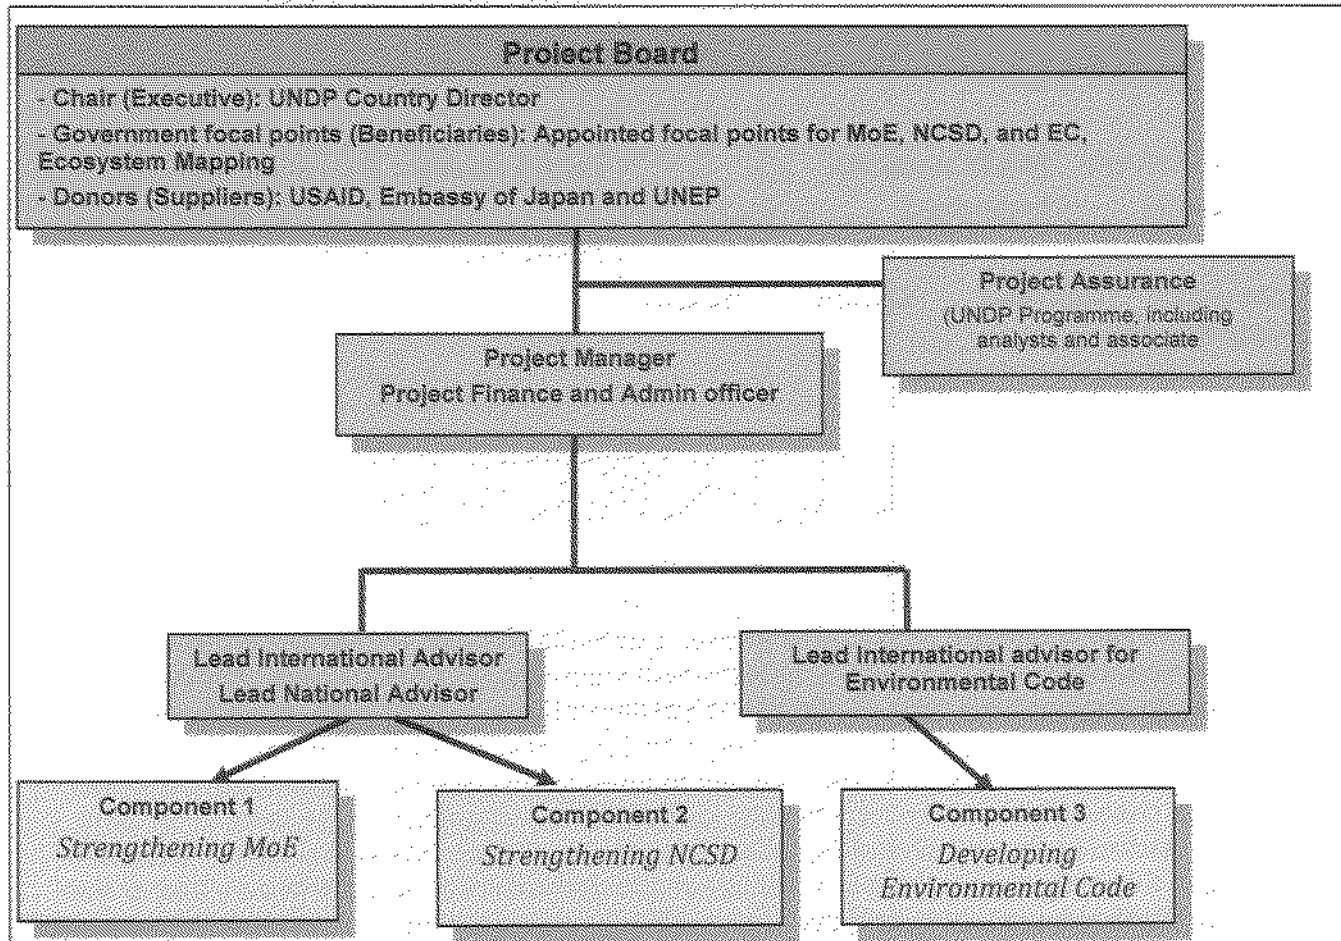 Project Board
- Chair (Executive): UNDP Country Director
- Government focal points (Beneficiaries): Appointed focal points for MoE, NCSD, and EC,
Ecosystem Mapping
- Donors (Suppliers): USAID, Embassy of Japan and UNEP
Project Assurance
(UNDP Programme, including
analysts and associate
Project Manager
Project Finance and Admin officer
Lead International Advisor
Lead National Advisor
Lead International advisor for
Environmental Code
Component 1
Strengthening MoE
Component 2
Strengthening NCSD
Component 3
Developing
Environmental Code